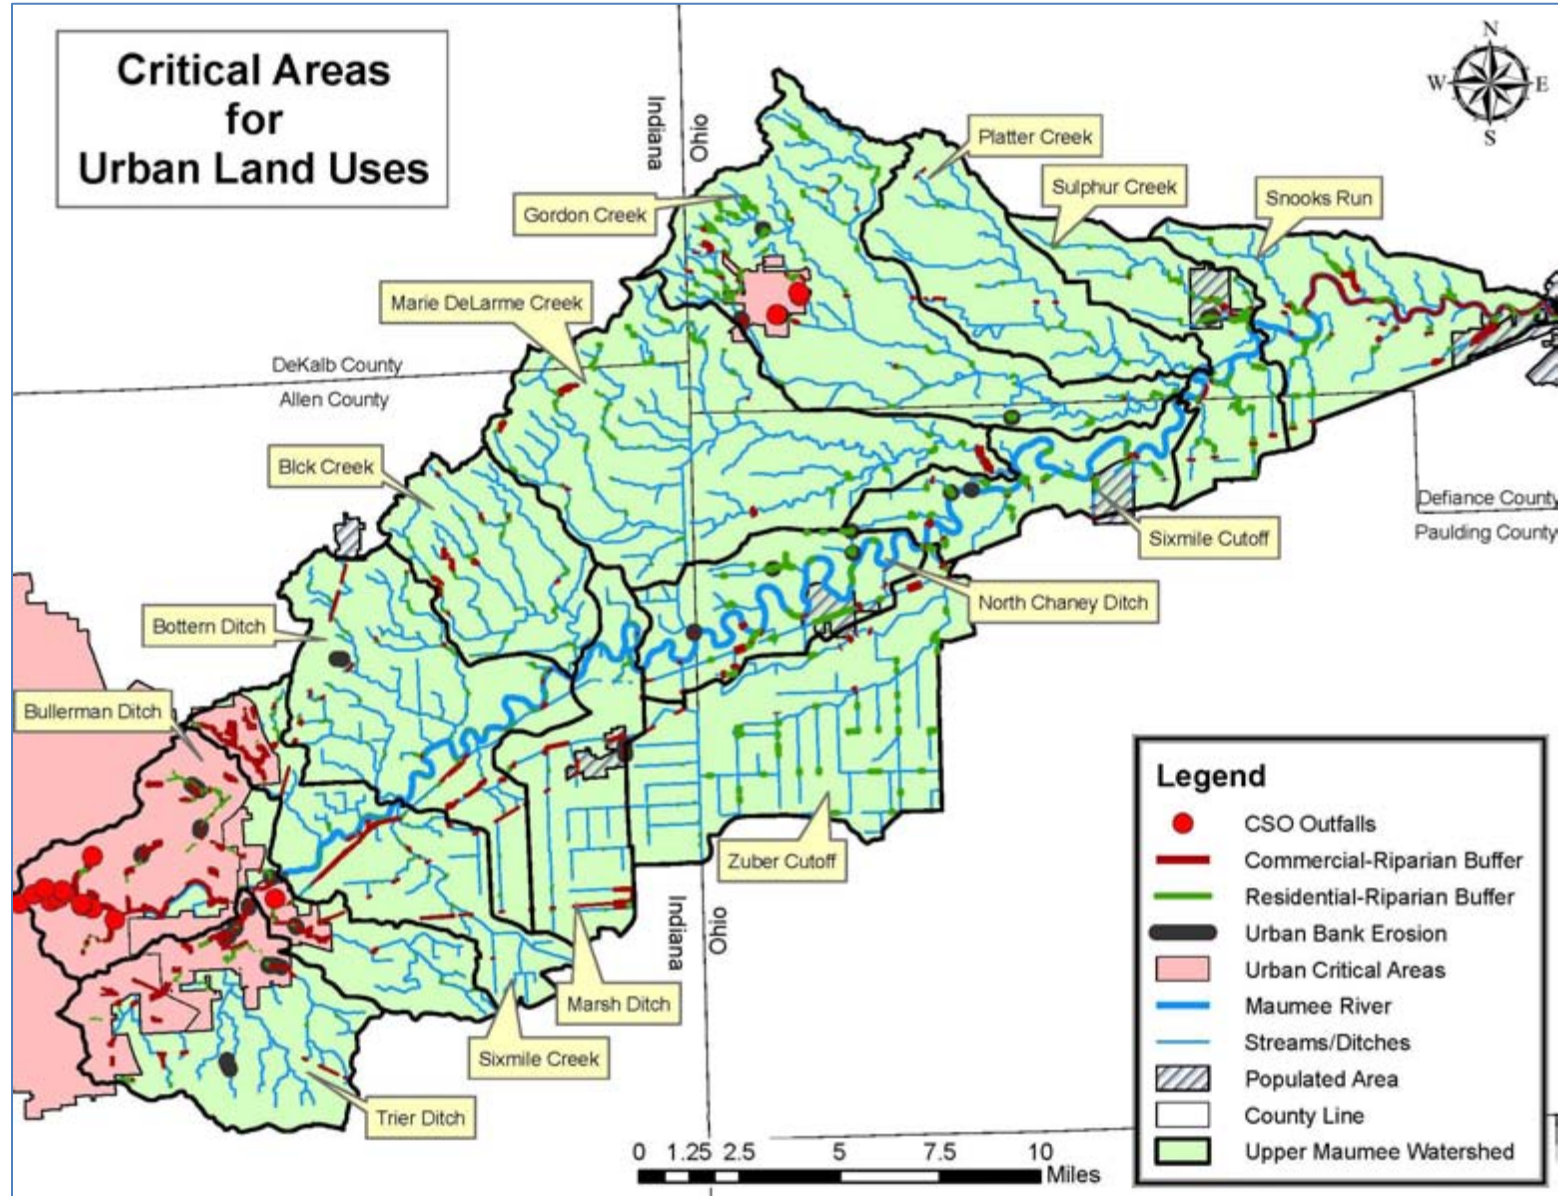 Critical Areas
for
Urban Land Uses
N
W
E
S
Indiana
Ohio
Platter Creek
Sulphur Creek
Snooks Run
Gordon Creek
Marie DeLarme Creek
DeKalb County
Allen County
Blck Creek
Defiance County
Paulding County
Sixmile Cutoff
North Chaney Ditch
Bottern Ditch
Bullerman Ditch
Zuber Cutoff
Indiana
Ohio
Marsh Ditch
Sixmile Creek
Trier Ditch
Legend
CSO Outfalls
Commercial-Riparian Buffer
Residential-Riparian Buffer
Urban Bank Erosion
Urban Critical Areas
Maumee River
Streams/Ditches
Populated Area
County Line
Upper Maumee Watershed
0 1.25 2.5 5 7.5 10
Miles